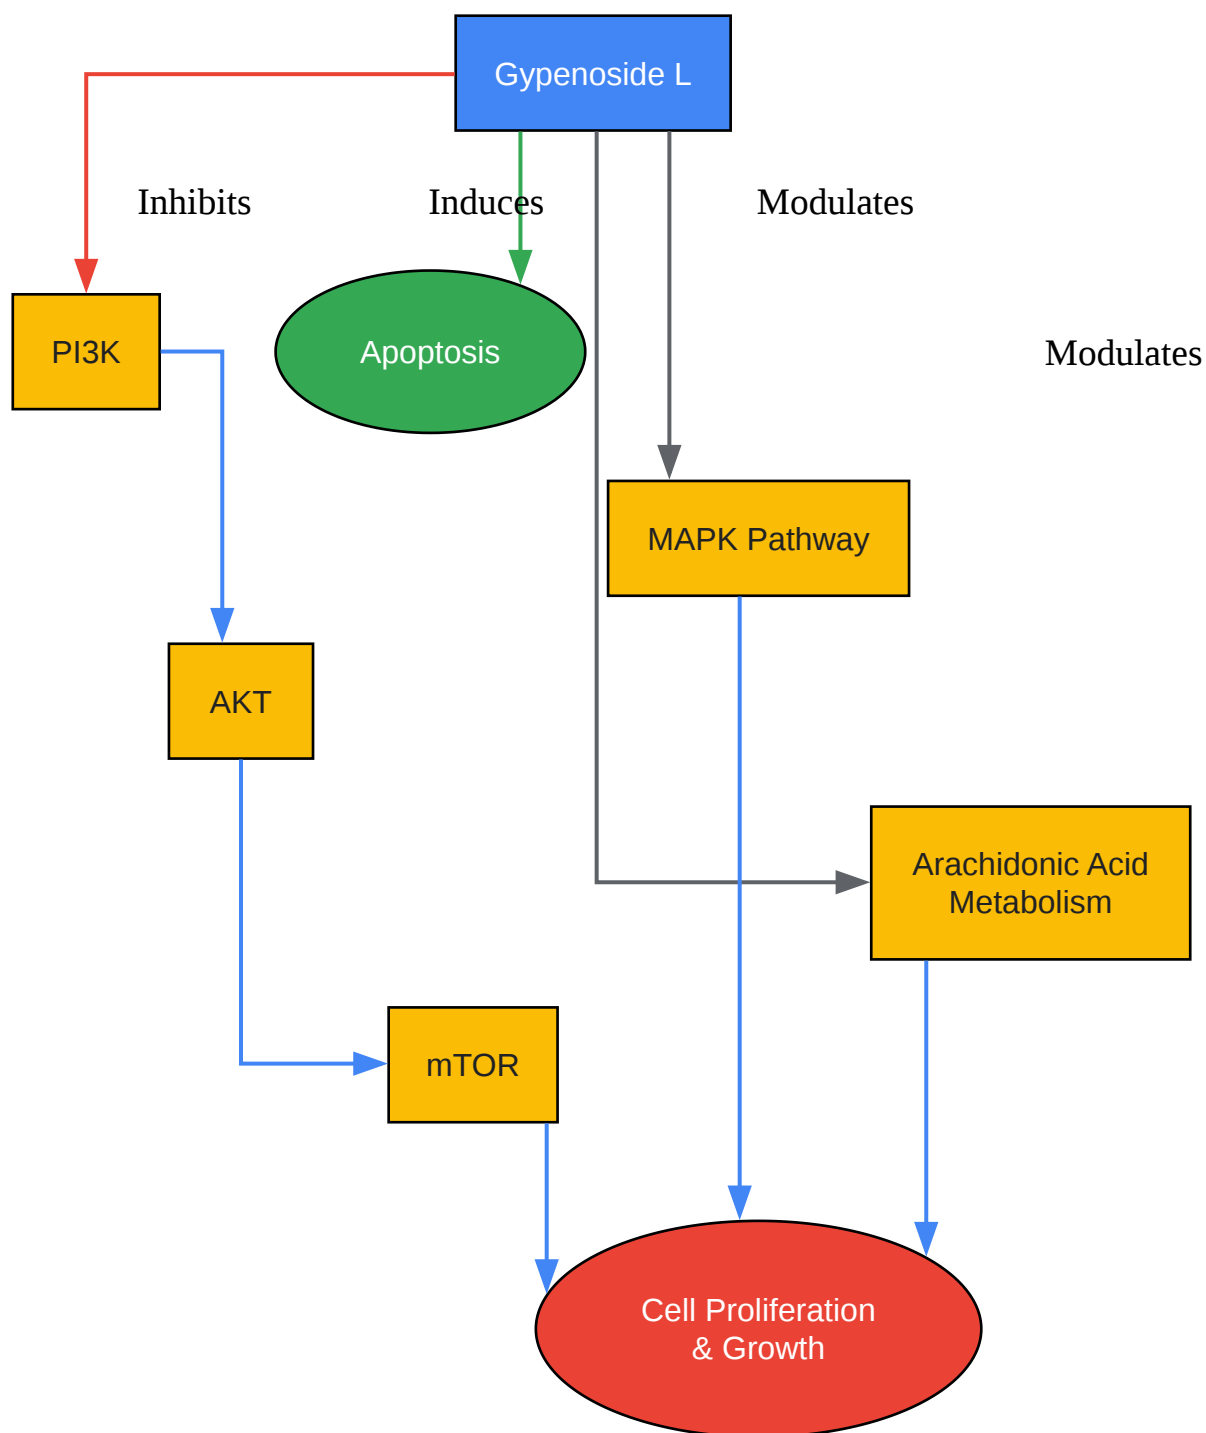 Gypenoside L
Inhibits
Induces
Modulates
PI3K
Apoptosis
Modulates
MAPK Pathway
AKT
Arachidonic Acid
Metabolism
mTOR
Cell Proliferation
& Growth